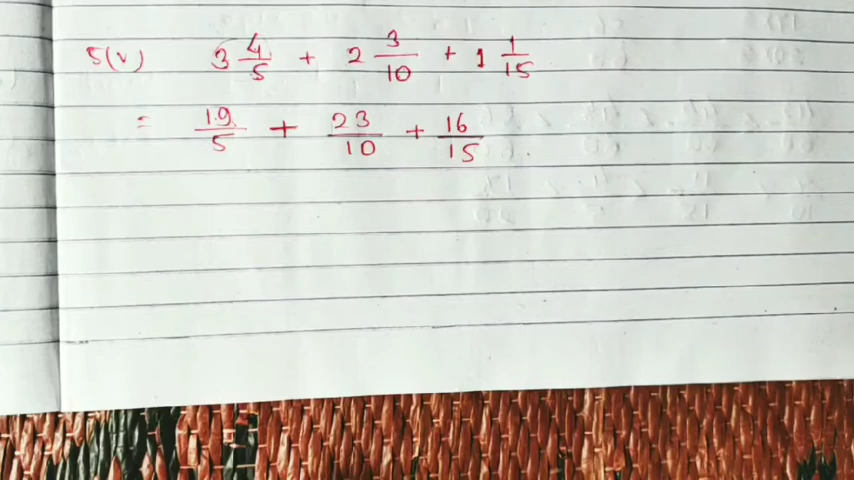 5(v) 3 4/5 + 2 3/10 + 1 1/15
= 19/5 + 23/10 + 16/15